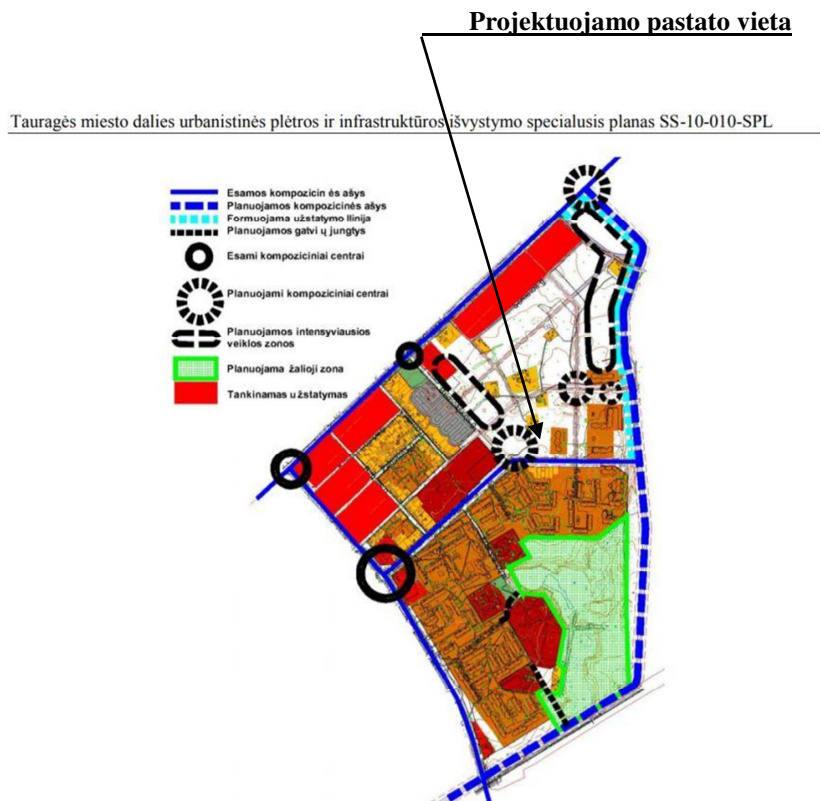 Projektuojamo pastato vieta
Tauragės miesto dalies urbanistinės plėtros ir infrastruktūros išvystymo specialusis planas SS-10-010-SPL
Esamos kompozicin ės ašys
Planuojamos kompozicinės ašys
Formuojama užstatymo llinija
Planuojamos gatvi ų jungtys
Esami kompoziciniai centrai
Planuojami kompoziciniai centrai
Planuojamos intensyviausios
veiklos zonos
Planuojama žalioji zona
Tankinamas u žstatymas